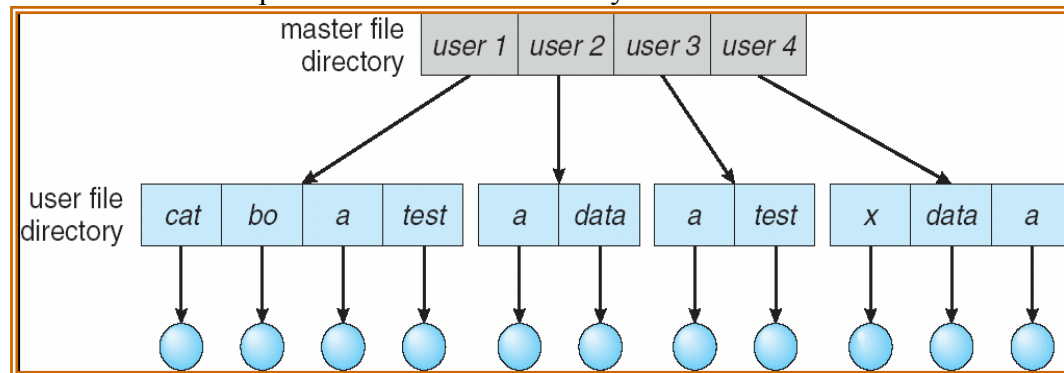 master file
directory
user 1 user 2 user 3 user 4
user file
directory
cat bo a test a data a test x data a